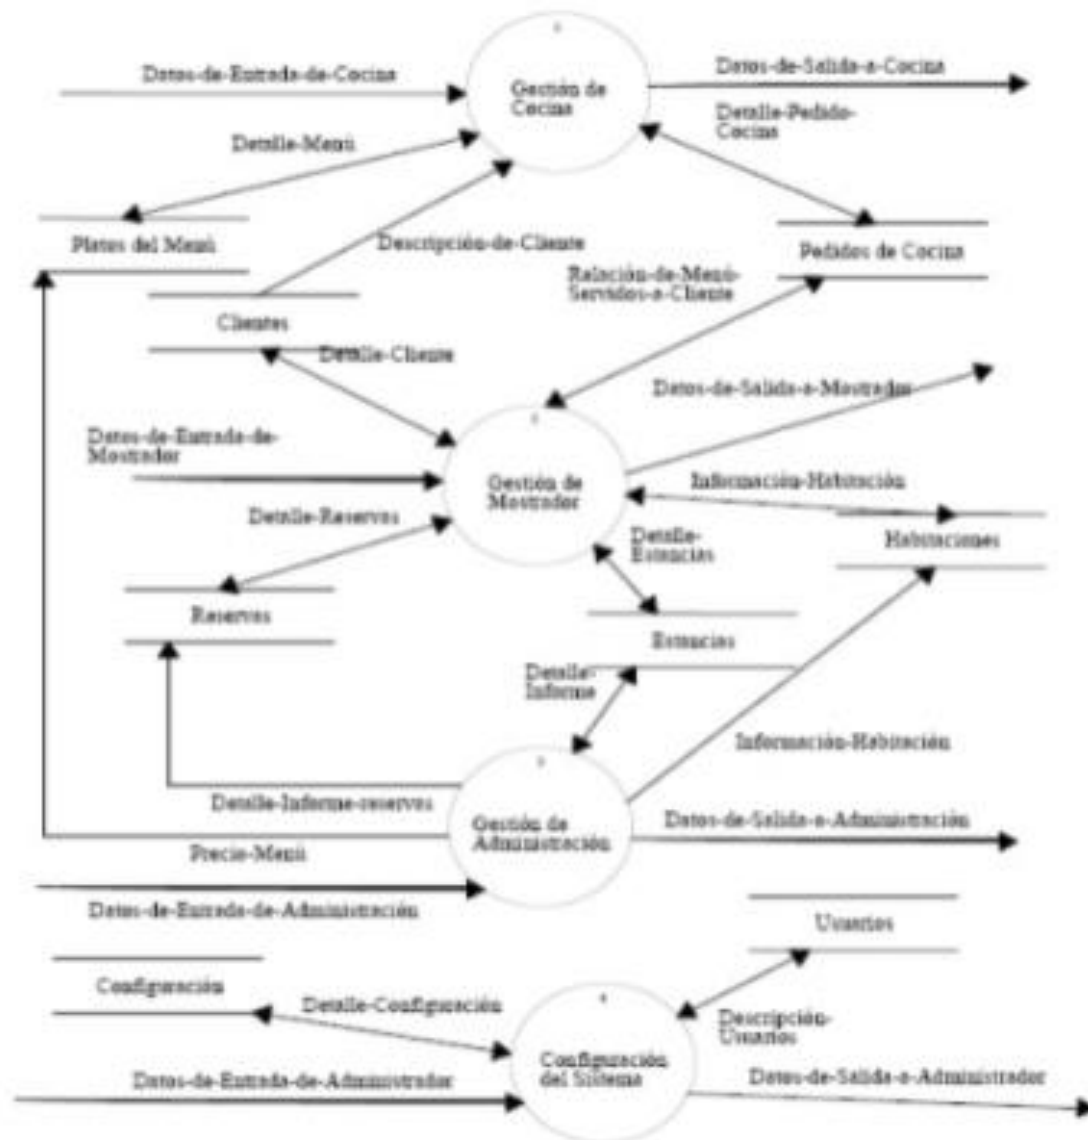 1
Datos-de-Entrada-de-Cocina
Gestión de
Cocina
Datos-de-Salida-a-Cocina
Detalle-Pedido-
Cocina
Detalle-Menú
Platos del Menú
Descripción-de-Cliente
Pedidos de Cocina
Relación-de-Menú-
Servidos-a-Cliente
Clientes
Detalle-Cliente
Datos-de-Salida-a-Mostrador
2
Datos-de-Entrada-de-
Mostrador
Gestión de
Mostrador
Información-Habitación
Detalle-Reservas
Detalle-
Estancias
Habitaciones
Reservas
Estancias
Detalle-
Informe
Información-Habitación
3
Detalle-Informe-reservas
Gestión de
Administración
Datos-de-Salida-a-Administración
Precio-Menú
Datos-de-Entrada-de-Administración
Usuarios
Configuración
Detalle-Configuración
4
Descripción-
Usuarios
Configuración
del Sistema
Datos-de-Entrada-de-Administrador
Datos-de-Salida-a-Administrador